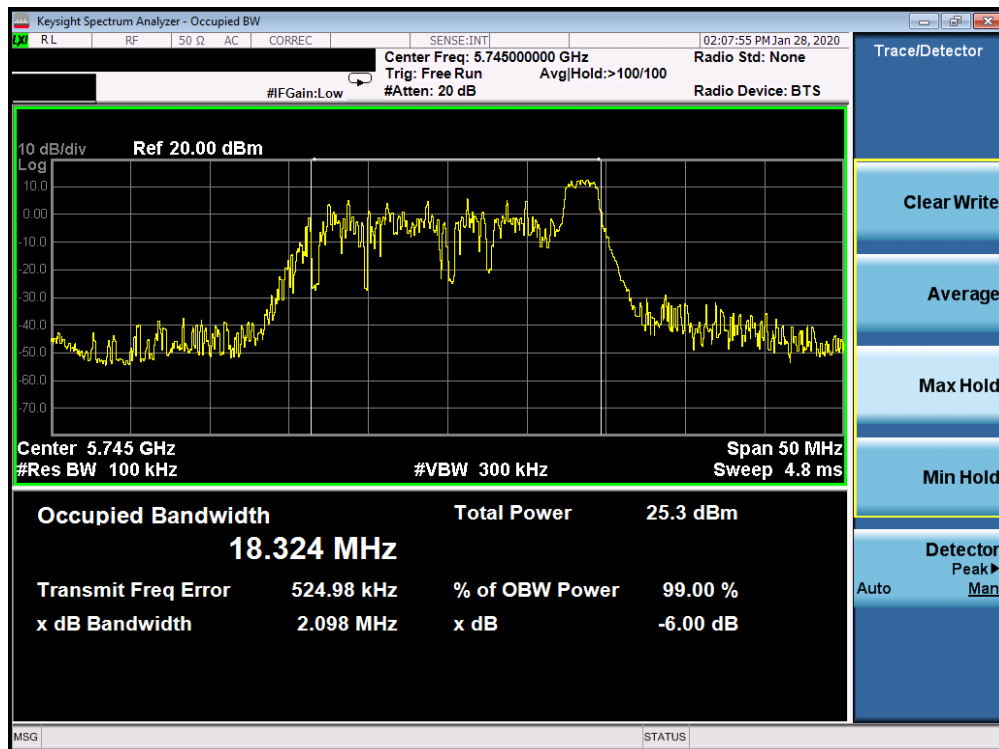 Keysight Spectrum Analyzer - Occupied BW
LXI RL RF 50 Ω AC CORREC SENSE:INT 02:07:55 PM Jan 28, 2020
Center Freq: 5.745000000 GHz Radio Std: None
Trig: Free Run Avg|Hold:>100/100
#IFGain:Low #Atten: 20 dB Radio Device: BTS
10 dB/div Ref 20.00 dBm
Log
10.0
0.00
-10.0
-20.0
-30.0
-40.0
-50.0
-60.0
-70.0
Center 5.745 GHz Span 50 MHz
#Res BW 100 kHz #VBW 300 kHz Sweep 4.8 ms
Occupied Bandwidth Total Power 25.3 dBm
18.324 MHz
Transmit Freq Error 524.98 kHz % of OBW Power 99.00 %
x dB Bandwidth 2.098 MHz x dB -6.00 dB
MSG STATUS
Trace/Detector
Clear Write
Average
Max Hold
Min Hold
Detector
Peak▶
Auto Man